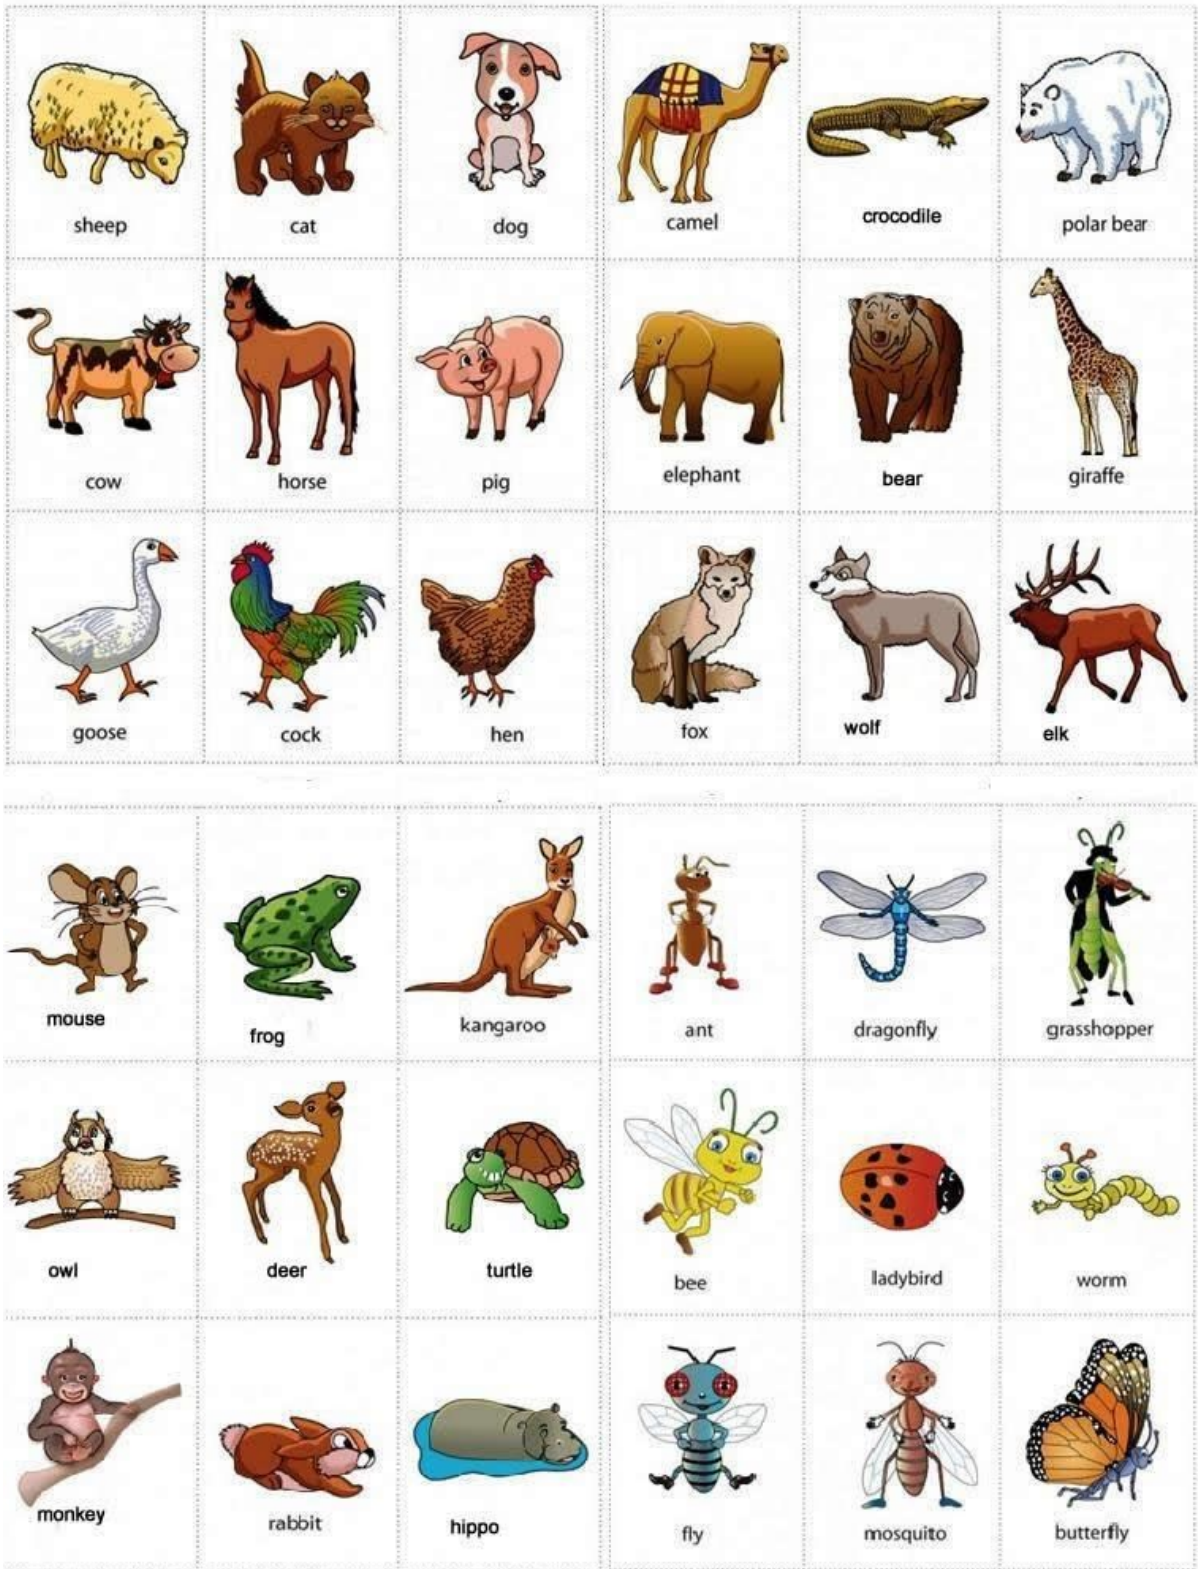 sheep
cat
dog
camel
crocodile
polar bear
cow
horse
pig
elephant
bear
giraffe
goose
cock
hen
fox
wolf
elk
mouse
frog
kangaroo
ant
dragonfly
grasshopper
owl
deer
turtle
bee
ladybird
worm
monkey
rabbit
hippo
fly
mosquito
butterfly